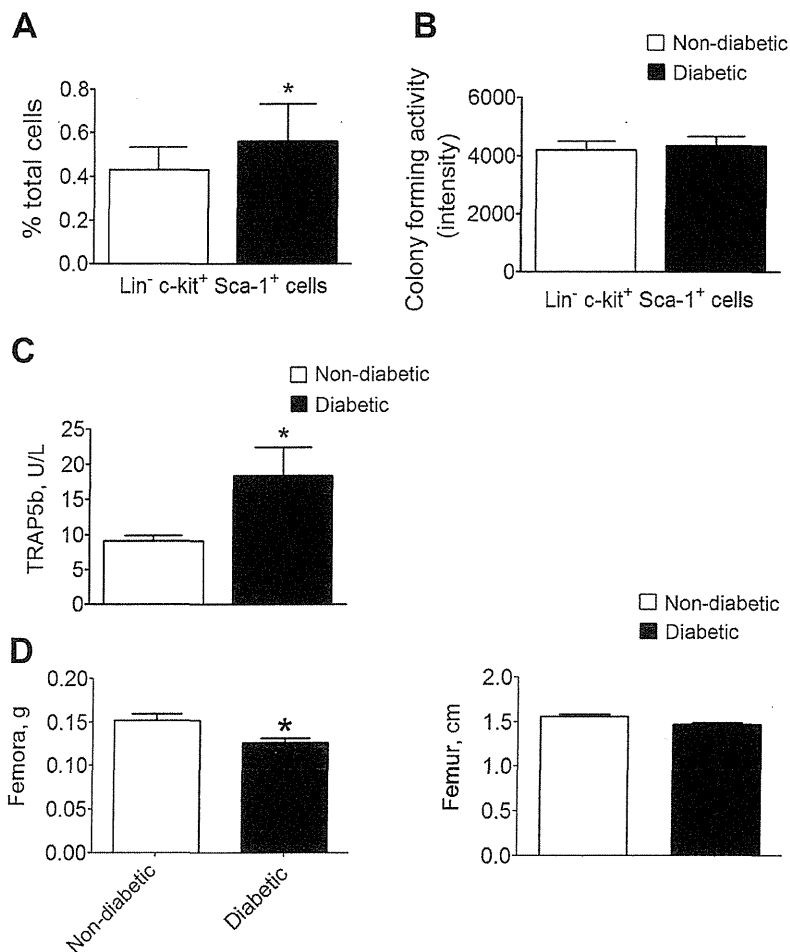 A
% total cells
0.8
0.6
0.4
0.2
0.0
*
Lin⁻ c-kit⁺ Sca-1⁺ cells
B
Non-diabetic
Diabetic
Colony forming activity
(intensity)
6000
4000
2000
0
Lin⁻ c-kit⁺ Sca-1⁺ cells
C
Non-diabetic
Diabetic
TRAP5b, U/L
25
20
15
10
5
0
*
D
Femora, g
0.20
0.15
0.10
0.05
0.00
*
Non-diabetic
Diabetic
Non-diabetic
Diabetic
Femur, cm
2.0
1.5
1.0
0.5
0.0